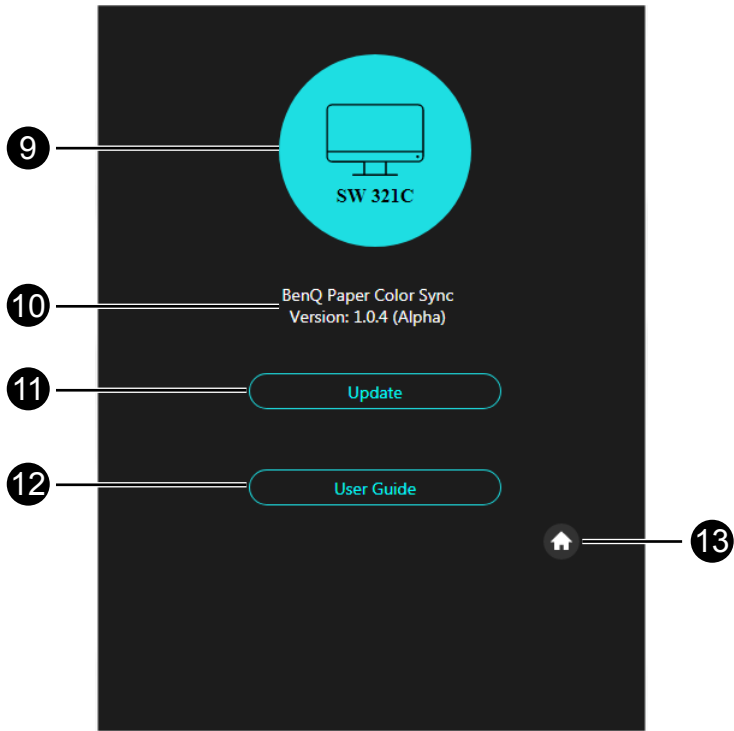 9
SW 321C
10
BenQ Paper Color Sync
Version: 1.0.4 (Alpha)
11
Update
12
User Guide
13